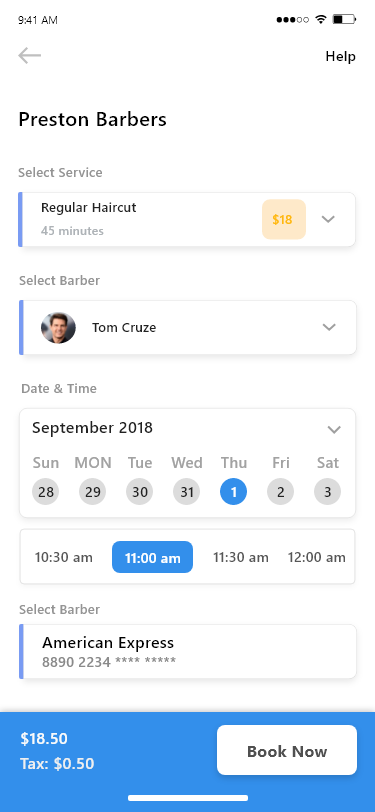 9:41 AM
Help
Preston Barbers
Select Service
Regular Haircut
45 minutes
$18
Select Barber
Tom Cruze
Date & Time
September 2018
Sun MON Tue Wed Thu Fri Sat
28 29 30 31 1 2 3
10:30 am 11:00 am 11:30 am 12:00 am
Select Barber
American Express
8890 2234 **** *****
$18.50
Tax: $0.50
Book Now